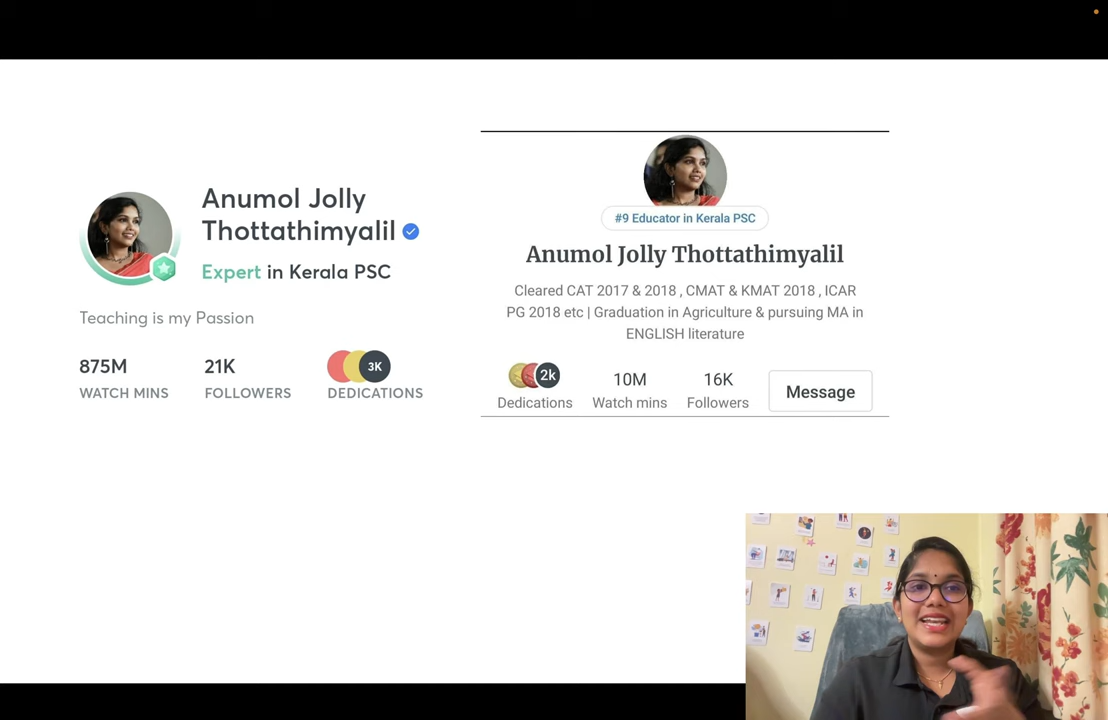 Anumol Jolly
Thottathimyalil
Expert in Kerala PSC
Teaching is my Passion
875M
WATCH MINS
21K
FOLLOWERS
3K
DEDICATIONS
#9 Educator in Kerala PSC
Anumol Jolly Thottathimyalil
Cleared CAT 2017 & 2018 , CMAT & KMAT 2018 , ICAR
PG 2018 etc | Graduation in Agriculture & pursuing MA in
ENGLISH literature
2k
Dedications
10M
Watch mins
16K
Followers
Message